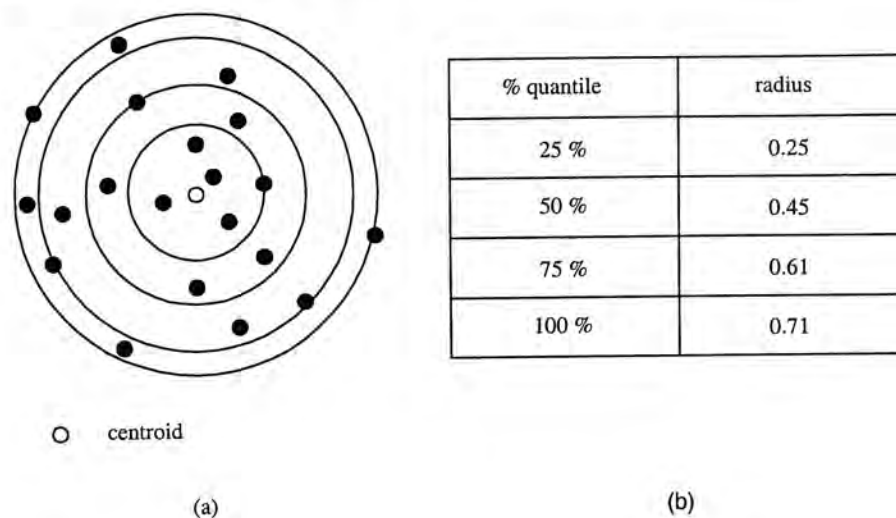 % quantile radius
25 % 0.25
50 % 0.45
75 % 0.61
100 % 0.71
centroid
(a) (b)